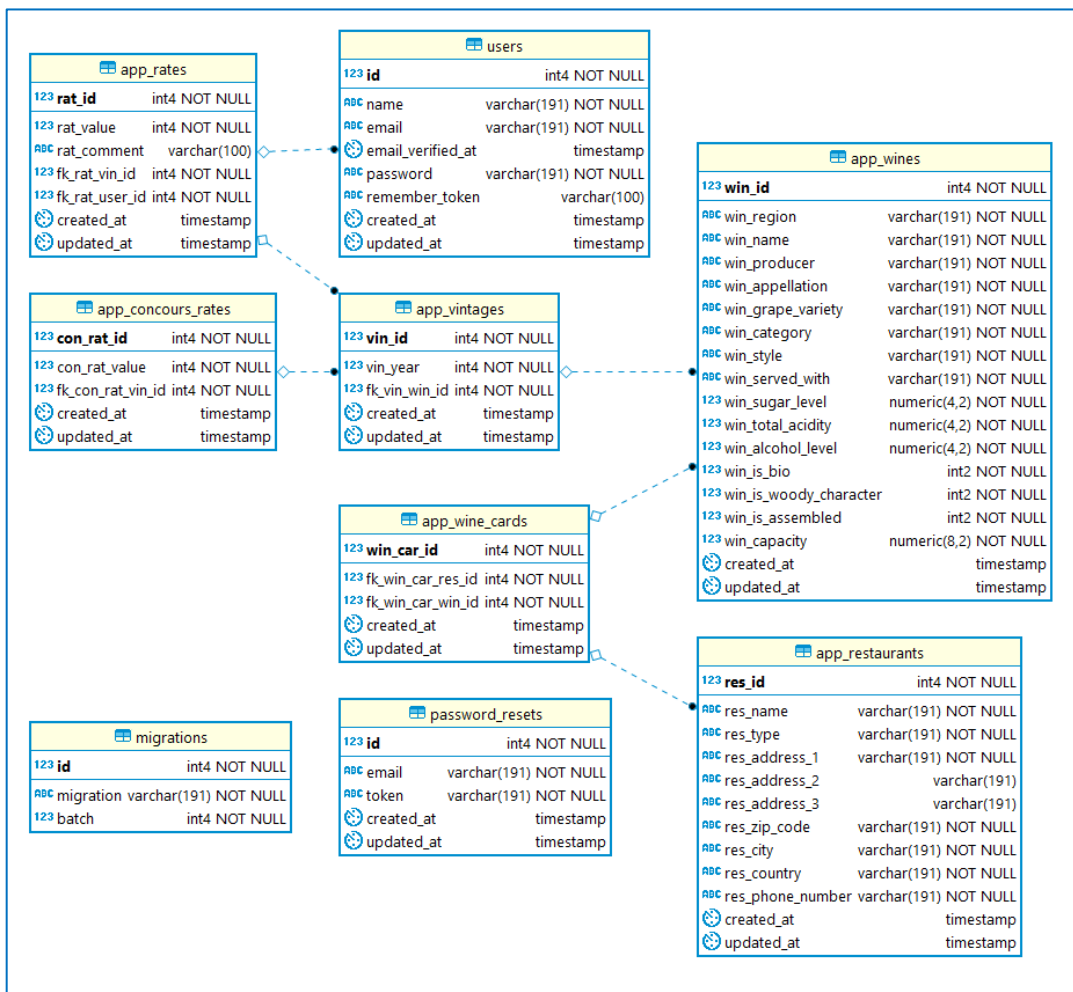 app_rates
123 rat_id int4 NOT NULL
123 rat_value int4 NOT NULL
ABC rat_comment varchar(100)
123 fk_rat_vin_id int4 NOT NULL
123 fk_rat_user_id int4 NOT NULL
created_at timestamp
updated_at timestamp
users
123 id int4 NOT NULL
ABC name varchar(191) NOT NULL
ABC email varchar(191) NOT NULL
email_verified_at timestamp
ABC password varchar(191) NOT NULL
ABC remember_token varchar(100)
created_at timestamp
updated_at timestamp
app_wines
123 win_id int4 NOT NULL
ABC win_region varchar(191) NOT NULL
ABC win_name varchar(191) NOT NULL
ABC win_producer varchar(191) NOT NULL
ABC win_appellation varchar(191) NOT NULL
ABC win_grape_variety varchar(191) NOT NULL
ABC win_category varchar(191) NOT NULL
ABC win_style varchar(191) NOT NULL
ABC win_served_with varchar(191) NOT NULL
123 win_sugar_level numeric(4,2) NOT NULL
123 win_total_acidity numeric(4,2) NOT NULL
123 win_alcohol_level numeric(4,2) NOT NULL
123 win_is_bio int2 NOT NULL
123 win_is_woody_character int2 NOT NULL
123 win_is_assembled int2 NOT NULL
123 win_capacity numeric(8,2) NOT NULL
created_at timestamp
updated_at timestamp
app_concours_rates
123 con_rat_id int4 NOT NULL
123 con_rat_value int4 NOT NULL
123 fk_con_rat_vin_id int4 NOT NULL
created_at timestamp
updated_at timestamp
app_vintages
123 vin_id int4 NOT NULL
123 vin_year int4 NOT NULL
123 fk_vin_win_id int4 NOT NULL
created_at timestamp
updated_at timestamp
app_wine_cards
123 win_car_id int4 NOT NULL
123 fk_win_car_res_id int4 NOT NULL
123 fk_win_car_win_id int4 NOT NULL
created_at timestamp
updated_at timestamp
app_restaurants
123 res_id int4 NOT NULL
ABC res_name varchar(191) NOT NULL
ABC res_type varchar(191) NOT NULL
ABC res_address_1 varchar(191) NOT NULL
ABC res_address_2 varchar(191)
ABC res_address_3 varchar(191)
ABC res_zip_code varchar(191) NOT NULL
ABC res_city varchar(191) NOT NULL
ABC res_country varchar(191) NOT NULL
ABC res_phone_number varchar(191) NOT NULL
created_at timestamp
updated_at timestamp
migrations
123 id int4 NOT NULL
ABC migration varchar(191) NOT NULL
123 batch int4 NOT NULL
password_resets
123 id int4 NOT NULL
ABC email varchar(191) NOT NULL
ABC token varchar(191) NOT NULL
created_at timestamp
updated_at timestamp